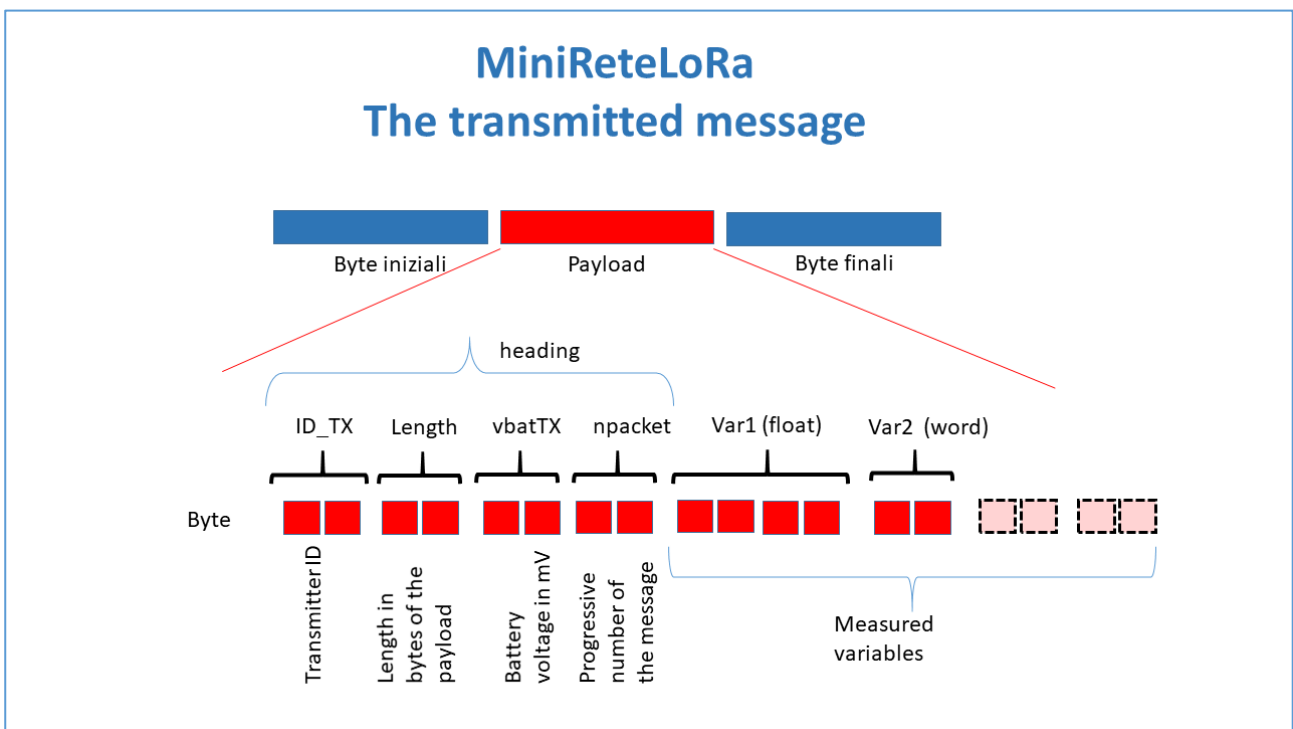 MiniReteLoRa
The transmitted message
Byte iniziali
Payload
Byte finali
heading
ID_TX
Length
vbatTX
npacket
Var1 (float)
Var2 (word)
Byte
Transmitter ID
Length in
bytes of the
payload
Battery
voltage in mV
Progressive
number of
the message
Measured
variables